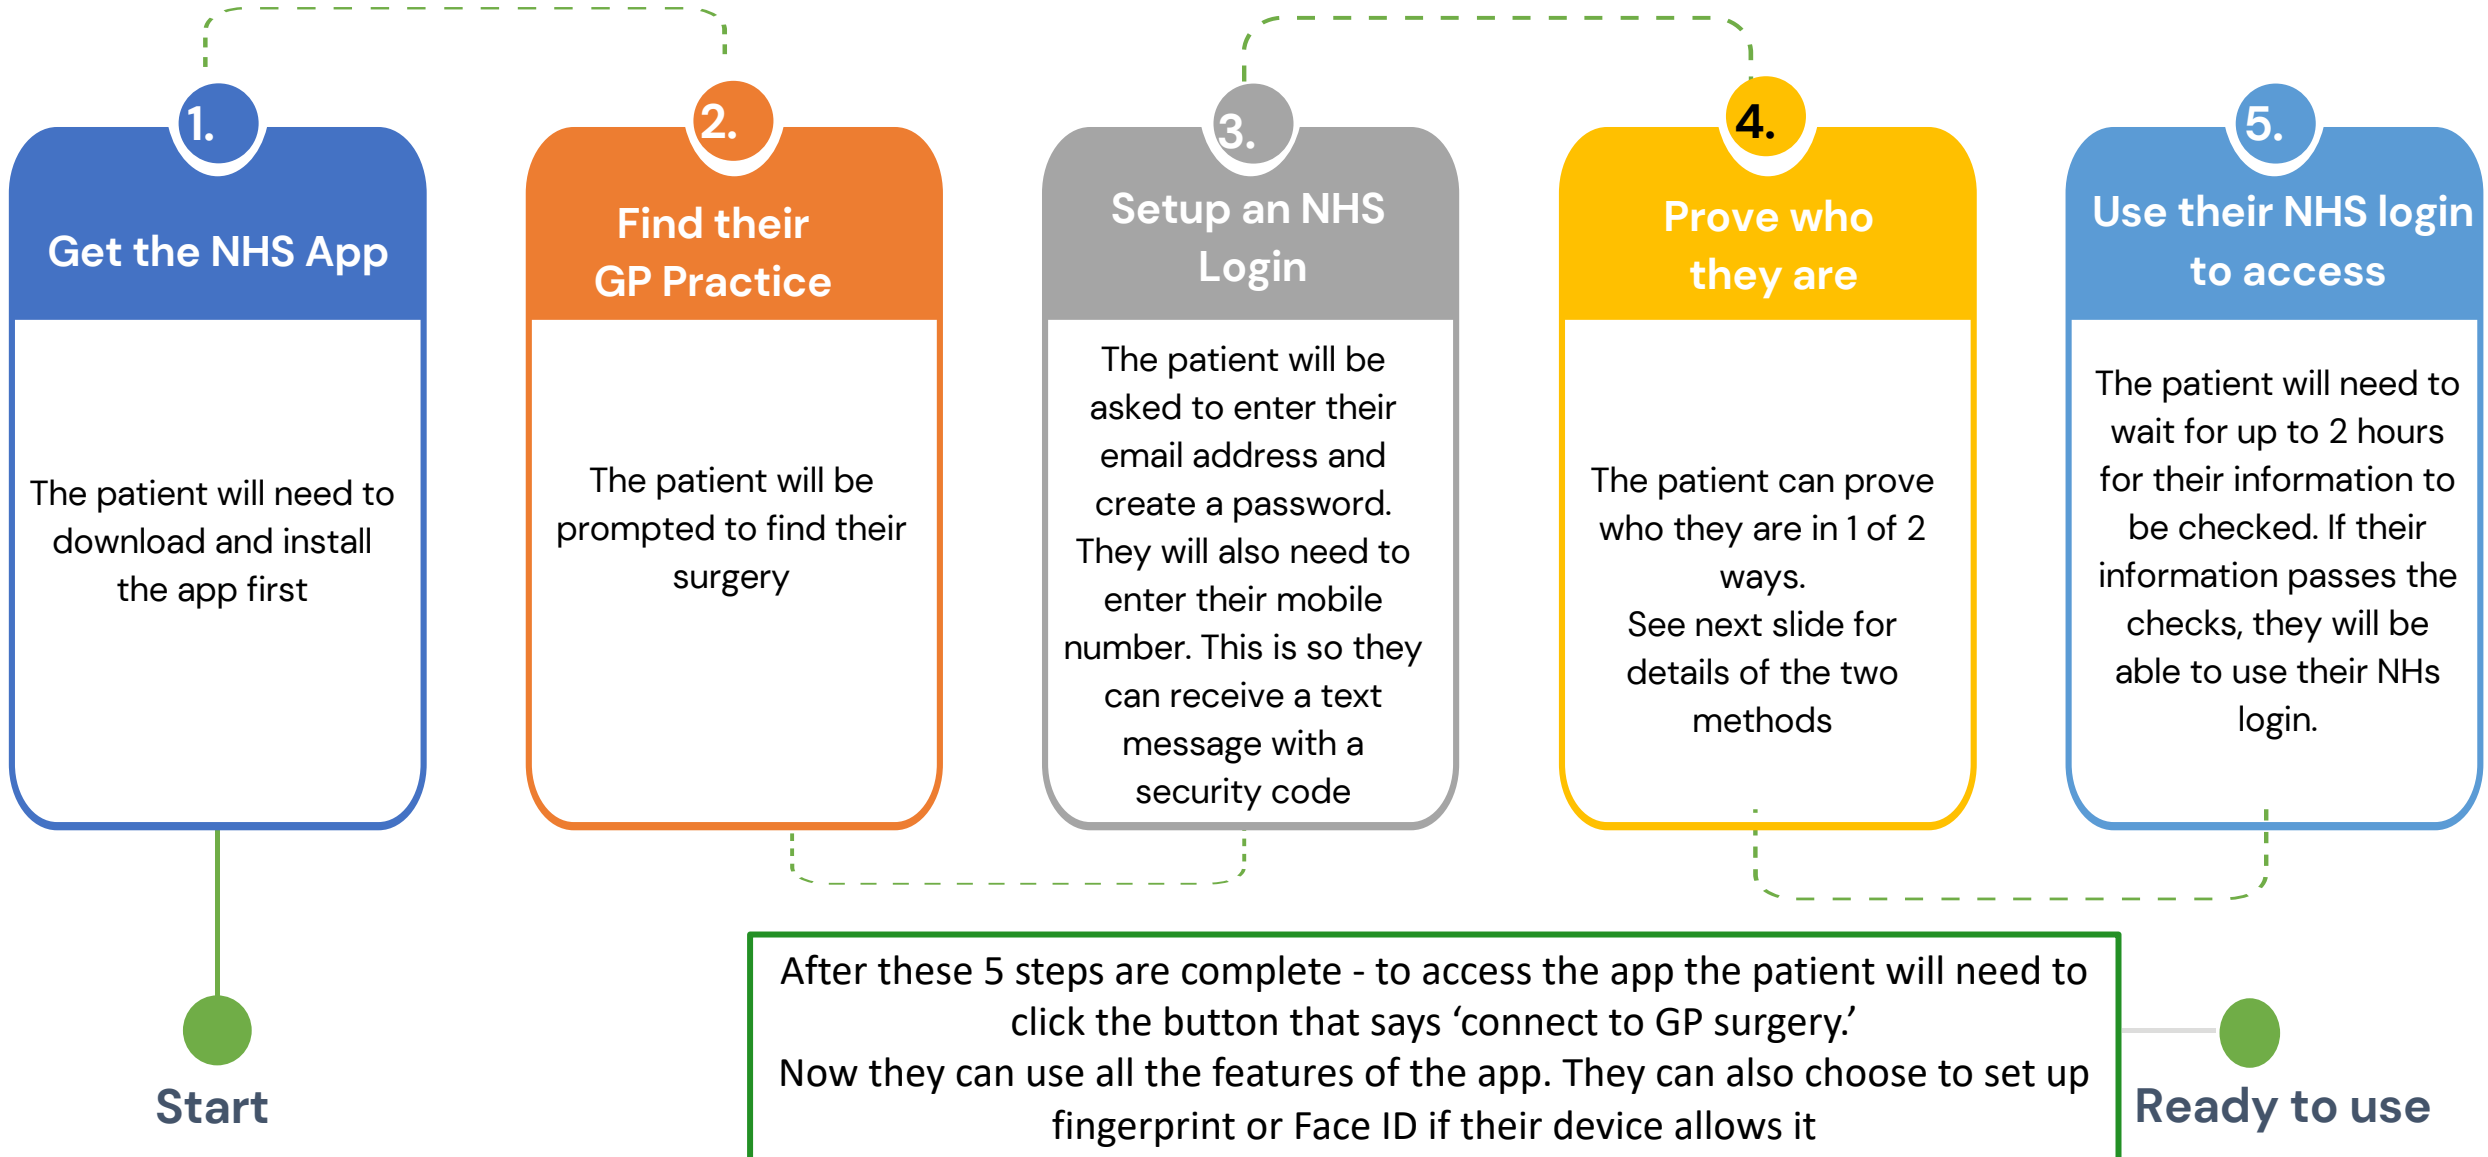 1.
Get the NHS App
The patient will need to
download and install
the app first
2.
Find their
GP Practice
The patient will be
prompted to find their
surgery
3.
Setup an NHS
Login
The patient will be
asked to enter their
email address and
create a password.
They will also need to
enter their mobile
number. This is so they
can receive a text
message with a
security code
4.
Prove who
they are
The patient can prove
who they are in 1 of 2
ways.
See next slide for
details of the two
methods
5.
Use their NHS login
to access
The patient will need to
wait for up to 2 hours
for their information to
be checked. If their
information passes the
checks, they will be
able to use their NHs
login.
Start
After these 5 steps are complete - to access the app the patient will need to
click the button that says ‘connect to GP surgery.’
Now they can use all the features of the app. They can also choose to set up
fingerprint or Face ID if their device allows it
Ready to use